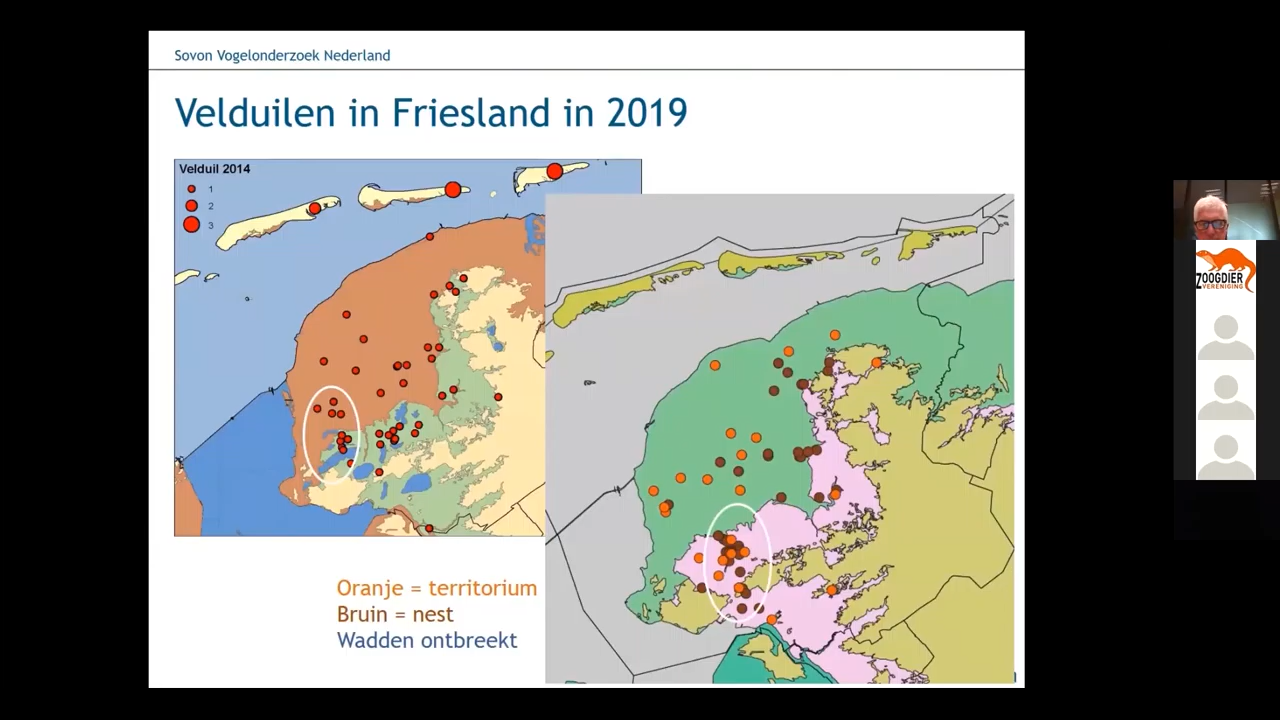 Sovon Vogelonderzoek Nederland
Velduilen in Friesland in 2019
Velduil 2014
1
2
3
Oranje = territorium
Bruin = nest
Wadden ontbreekt
ZOOGDIER
VERENIGING